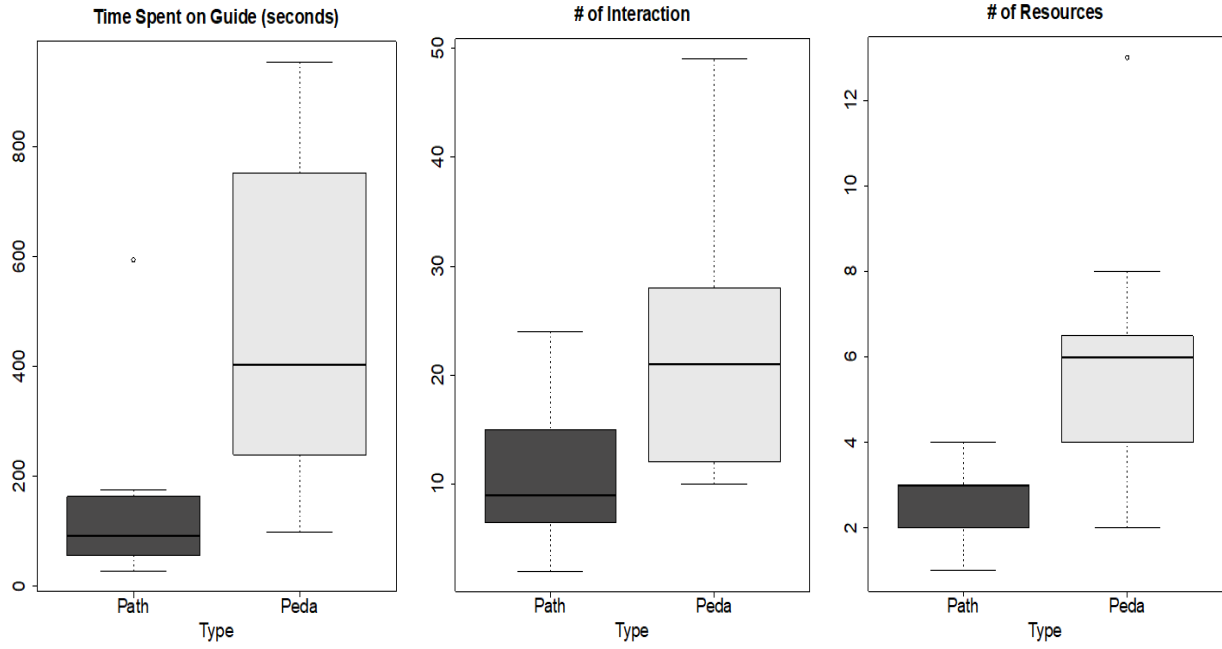 Time Spent on Guide (seconds)
800
600
400
200
0
Path
Peda
Type
# of Interaction
50
40
30
20
10
Path
Peda
Type
# of Resources
12
10
8
6
4
2
Path
Peda
Type